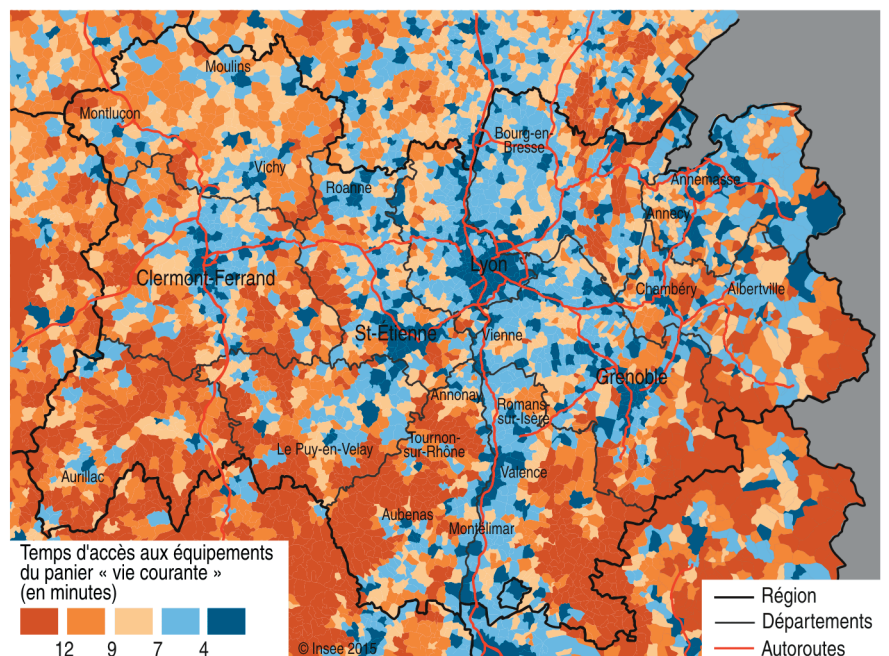 Moulins
Montluçon
Bourg-en-
Bresse
Vichy
Roanne
Annemasse
Annecy
Lyon
Clermont-Ferrand
Chambéry
Albertville
St-Étienne
Vienne
Grenoble
Annonay
Romans-
sur-Isère
Le Puy-en-Velay
Tournon-
sur-Rhône
Aurillac
Valence
Aubenas
Montélimar
Temps d'accès aux équipements
du panier « vie courante »
(en minutes)
12 9 7 4
© Insee 2015
Région
Départements
Autoroutes